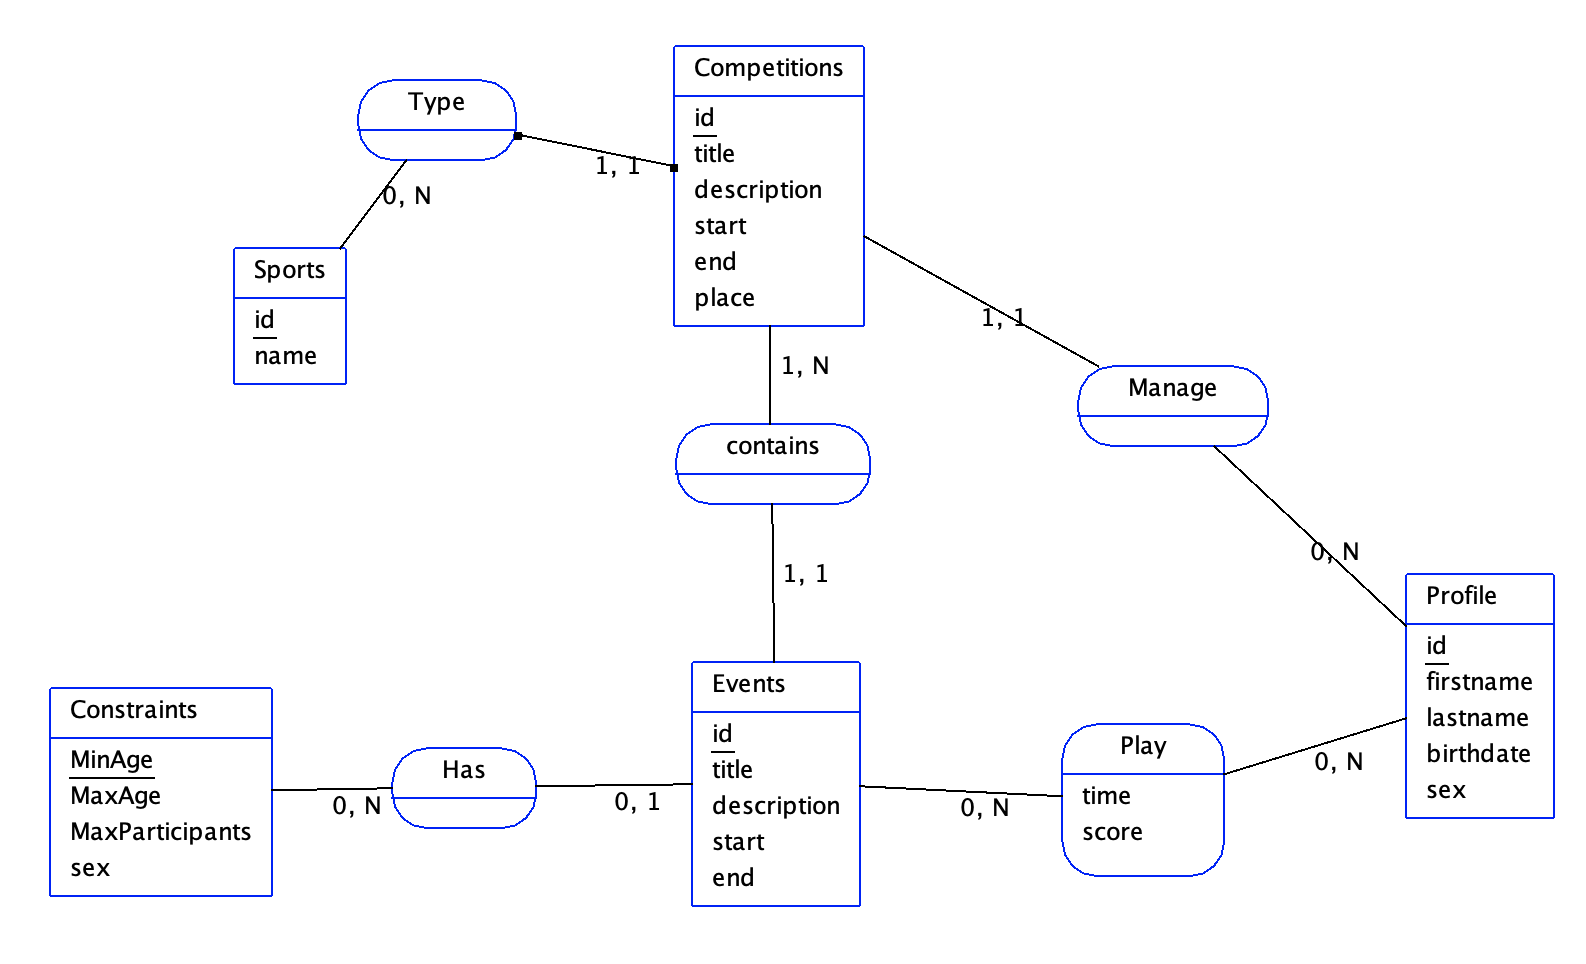 Competitions
id
title
description
start
end
place
Type
1, 1
0, N
Sports
id
name
1, 1
Manage
1, N
contains
0, N
1, 1
Profile
id
firstname
lastname
birthdate
sex
Events
id
title
description
start
end
Constraints
MinAge
MaxAge
MaxParticipants
sex
Has
0, N
0, 1
Play
time
score
0, N
0, N